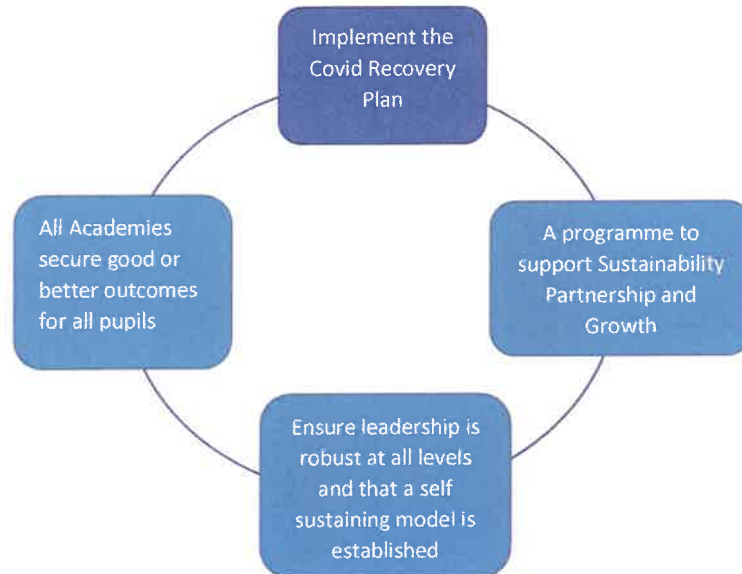 Implement the
Covid Recovery
Plan
All Academies
secure good or
better outcomes
for all pupils
A programme to
support Sustainability
Partnership and
Growth
Ensure leadership is
robust at all levels
and that a self
sustaining model is
established